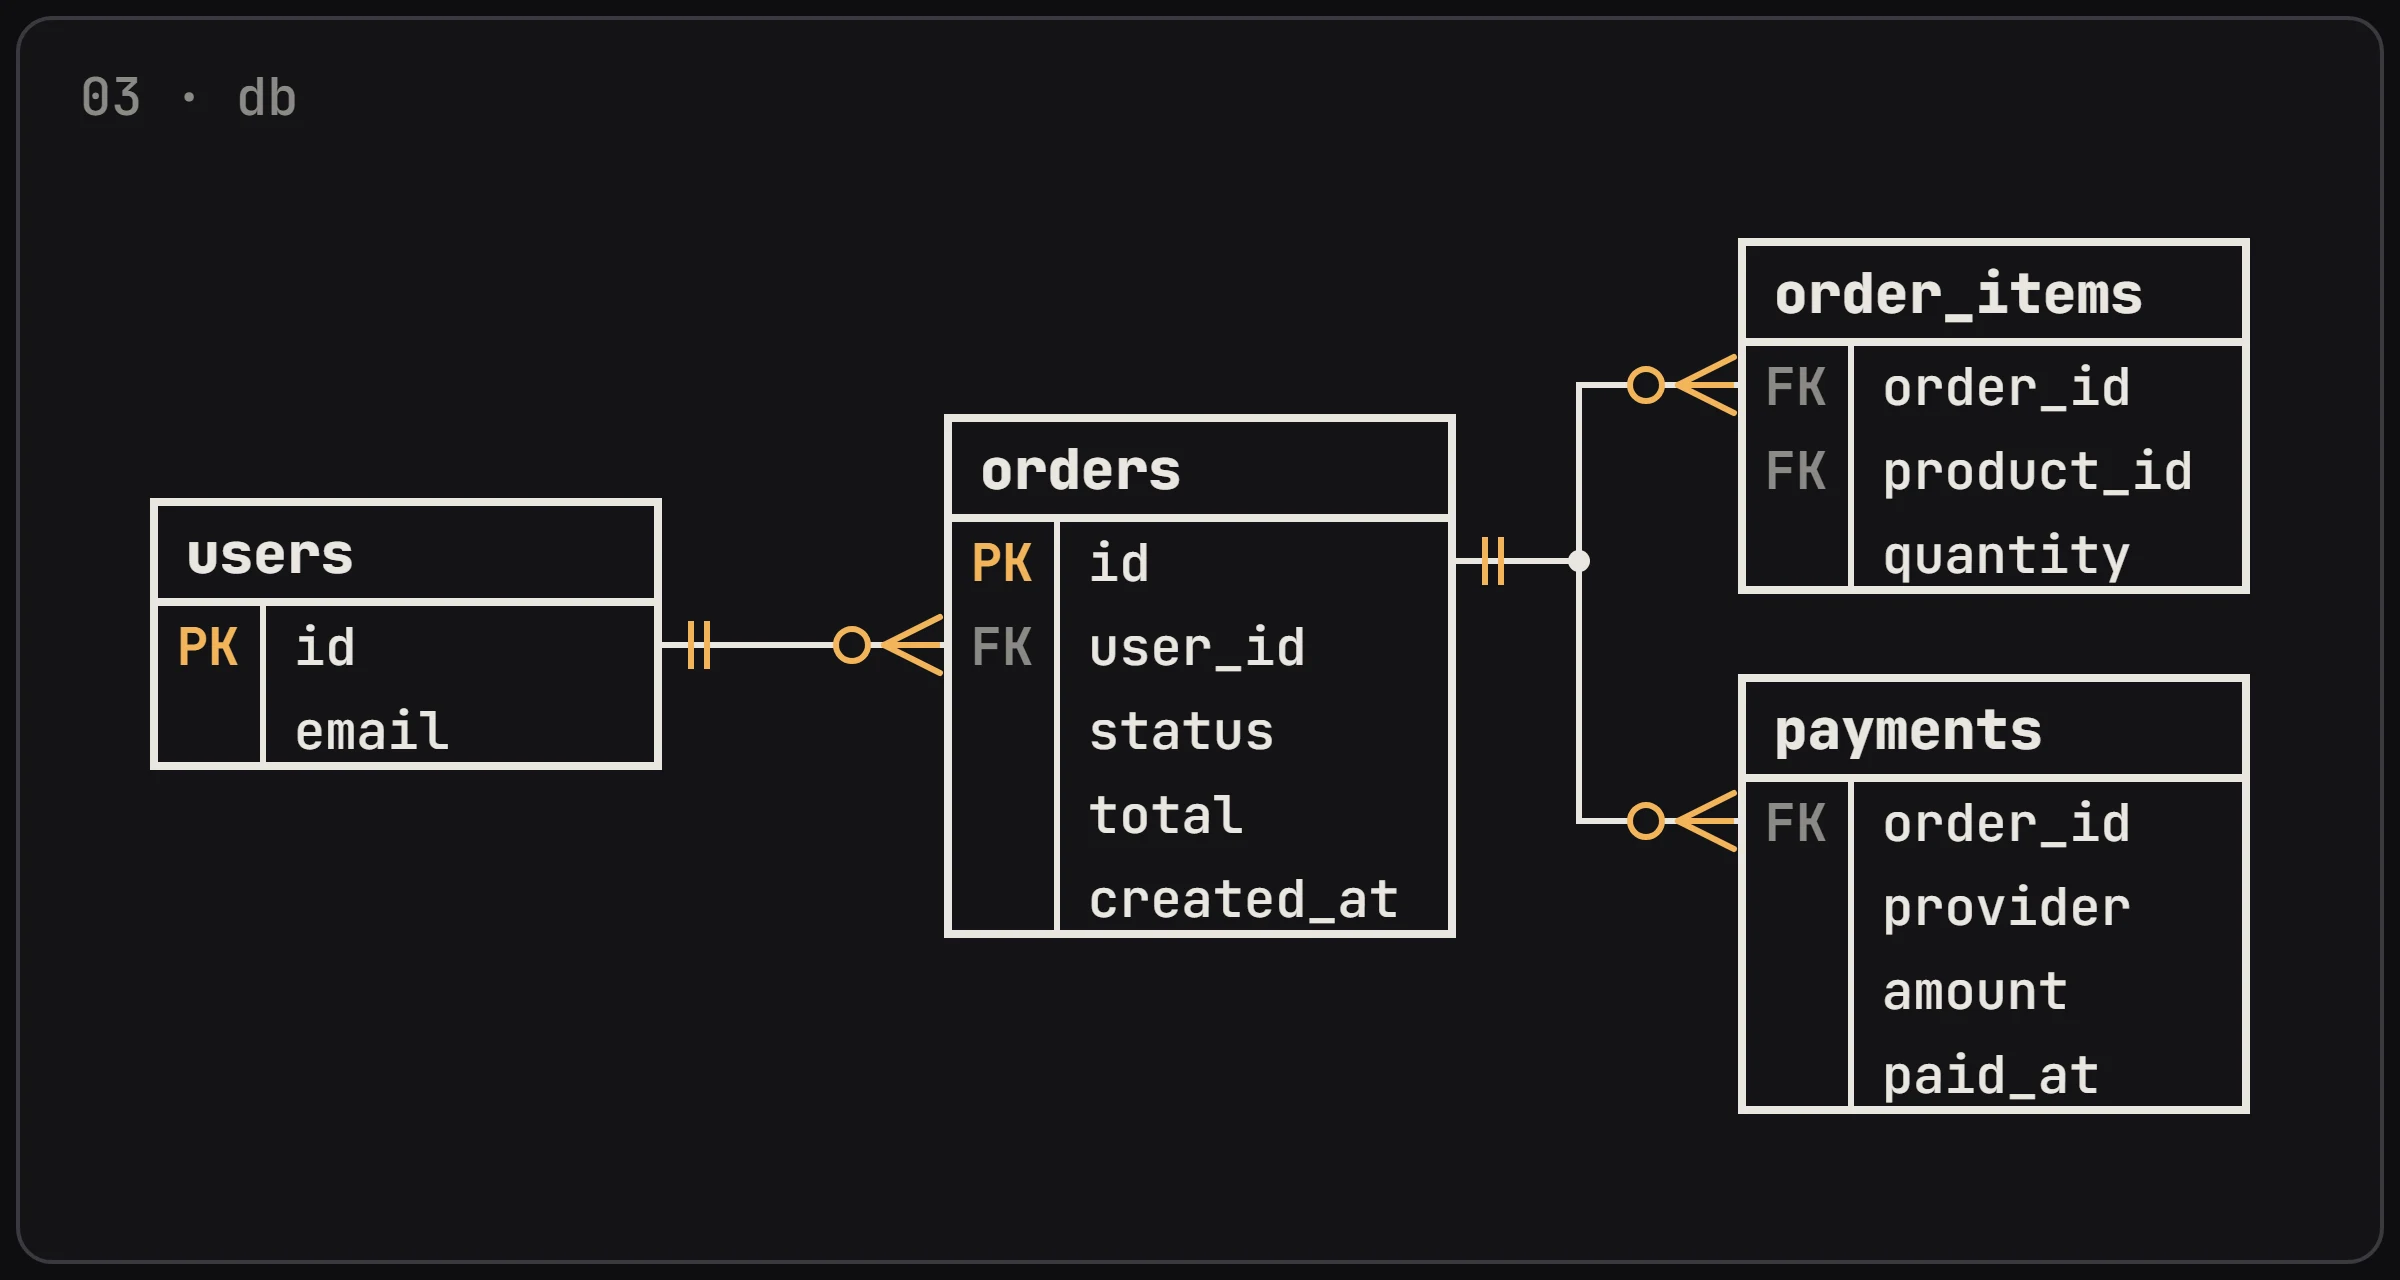 03 · db
users
PK id
email
orders
PK id
FK user_id
status
total
created_at
order_items
FK order_id
FK product_id
quantity
payments
FK order_id
provider
amount
paid_at